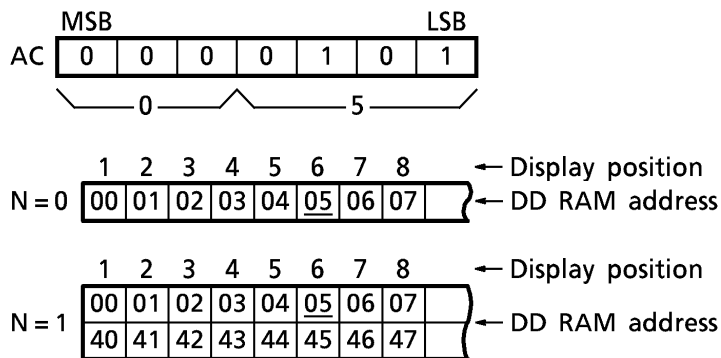 MSB LSB
AC 0 0 0 0 1 0 1
0 5
1 2 3 4 5 6 7 8 ← Display position
N = 0 00 01 02 03 04 05 06 07 ← DD RAM address
1 2 3 4 5 6 7 8 ← Display position
00 01 02 03 04 05 06 07
N = 1 ← DD RAM address
40 41 42 43 44 45 46 47